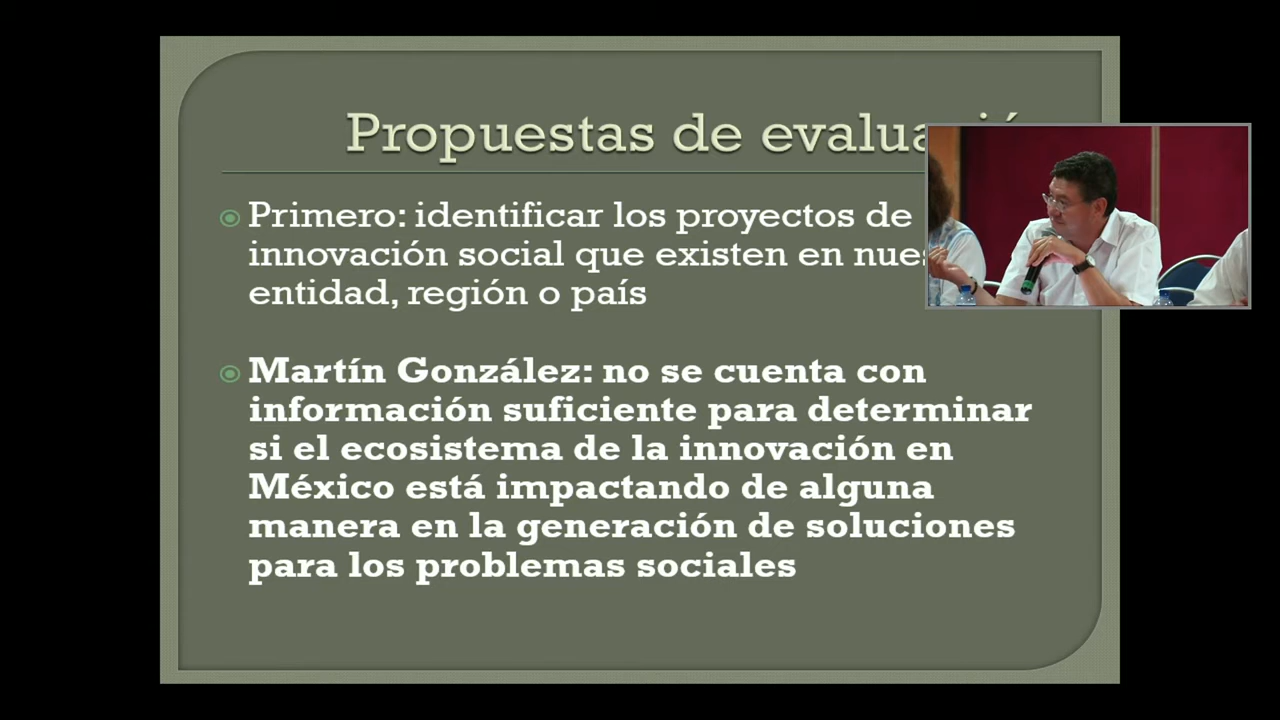 Propuestas de
Primero: identificar los proyectos de
innovación social que existen en
entidad, región o país
Martín González: no se cuenta con
información suficiente para determinar
si el ecosistema de la innovación en
México está impactando de alguna
manera en la generación de soluciones
para los problemas sociales